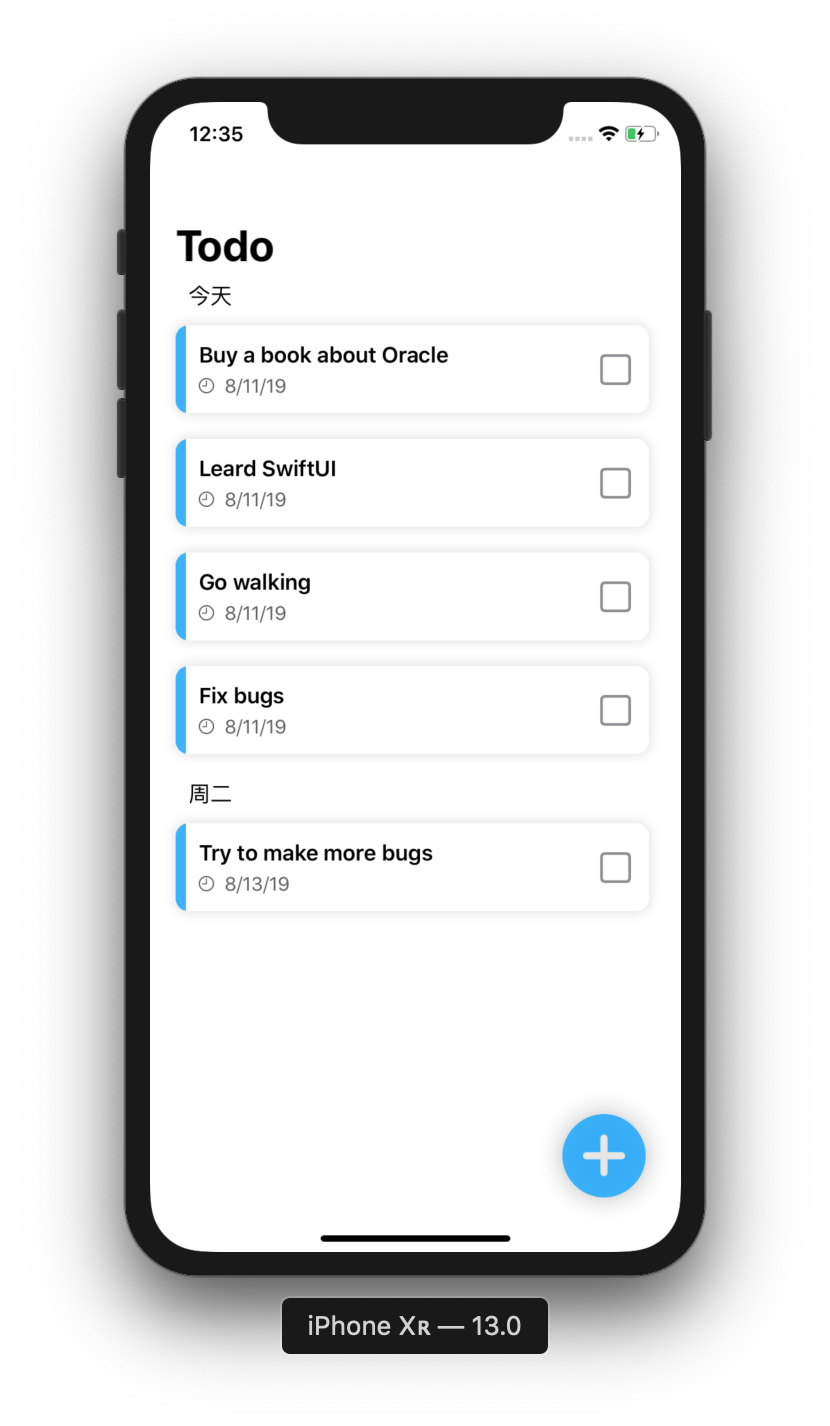 12:35
Todo
今天
Buy a book about Oracle
8/11/19
Leard SwiftUI
8/11/19
Go walking
8/11/19
Fix bugs
8/11/19
周二
Try to make more bugs
8/13/19
iPhone Xʀ — 13.0